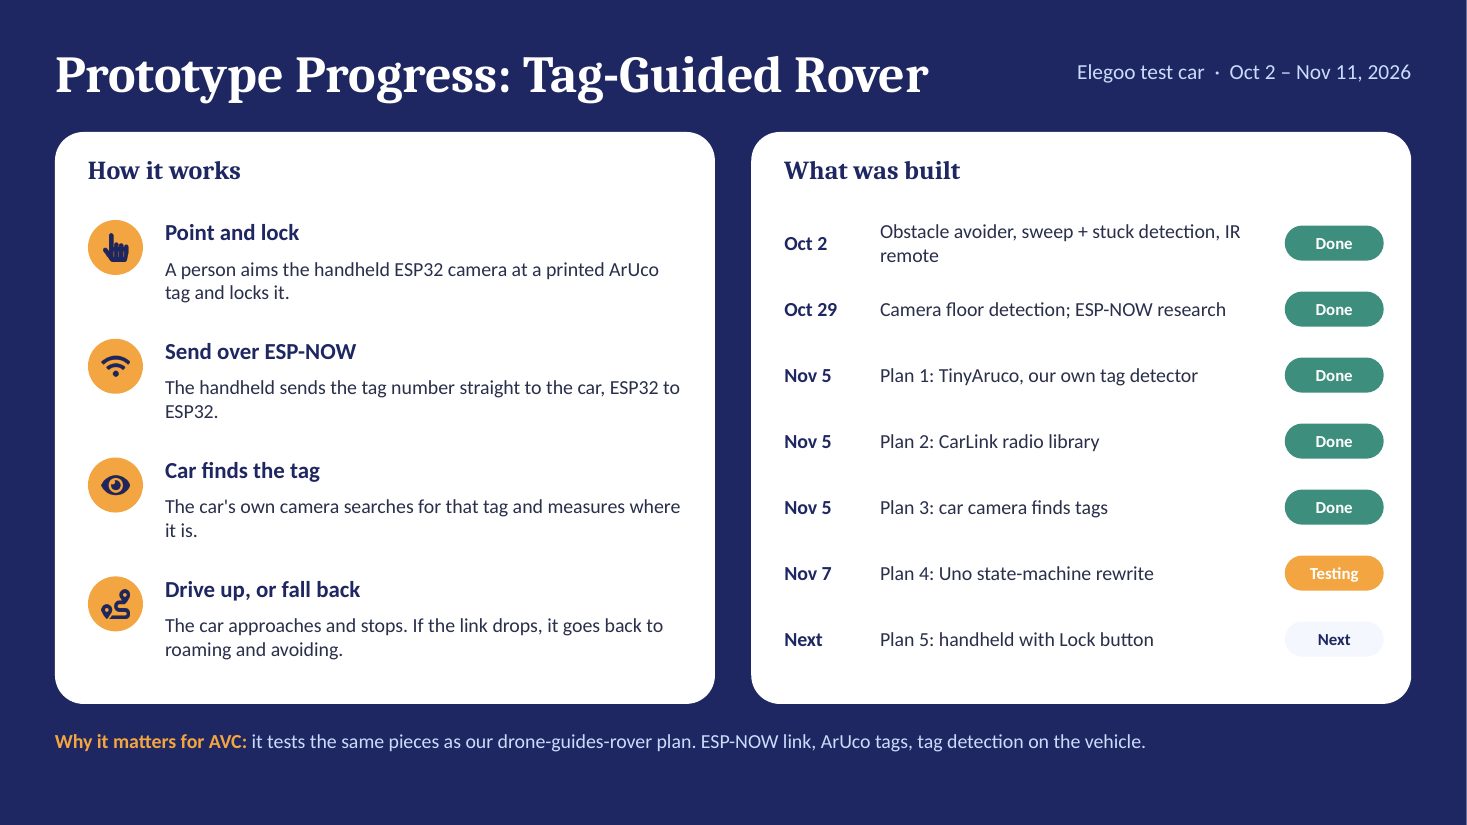 Prototype Progress: Tag-Guided Rover
Elegoo test car · Oct 2 – Nov 11, 2026
How it works
Point and lock
A person aims the handheld ESP32 camera at a printed ArUco
tag and locks it.
Send over ESP-NOW
The handheld sends the tag number straight to the car, ESP32 to
ESP32.
Car finds the tag
The car's own camera searches for that tag and measures where
it is.
Drive up, or fall back
The car approaches and stops. If the link drops, it goes back to
roaming and avoiding.
What was built
Oct 2 Obstacle avoider, sweep + stuck detection, IR
remote
Done
Oct 29 Camera floor detection; ESP-NOW research Done
Nov 5 Plan 1: TinyAruco, our own tag detector Done
Nov 5 Plan 2: CarLink radio library Done
Nov 5 Plan 3: car camera finds tags Done
Nov 7 Plan 4: Uno state-machine rewrite Testing
Next Plan 5: handheld with Lock button Next
Why it matters for AVC: it tests the same pieces as our drone-guides-rover plan. ESP-NOW link, ArUco tags, tag detection on the vehicle.